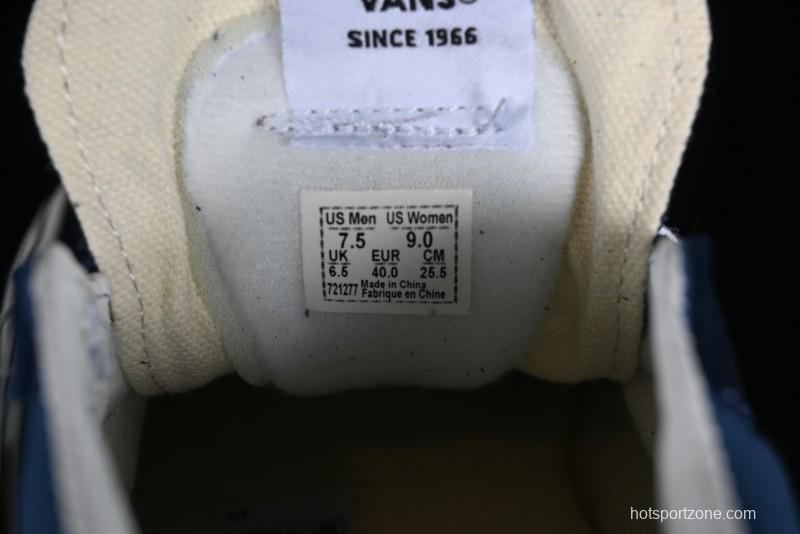 VANS®
SINCE 1966
US Men US Women
7.5 9.0
UK EUR CM
6.5 40.0 25.5
721277 Made in China
Fabrique en Chine
hotsportzone.com